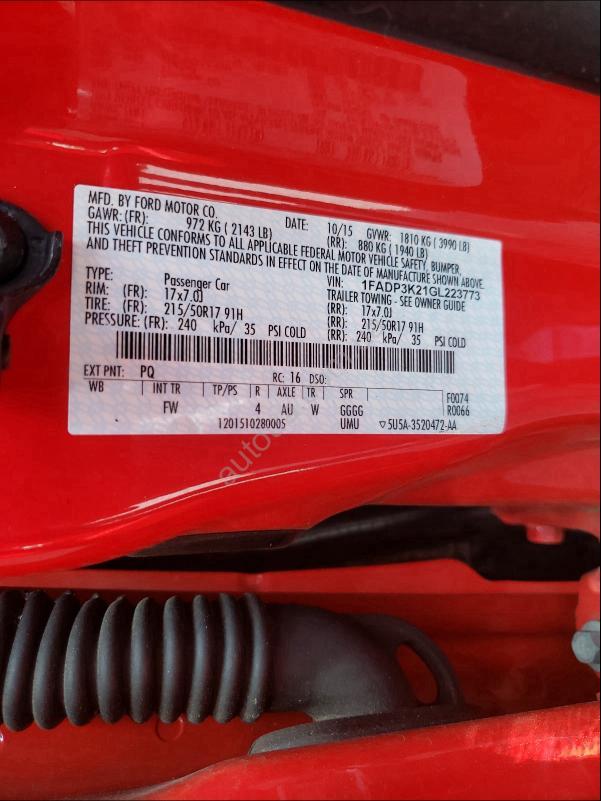 MFD. BY FORD MOTOR CO. DATE: 10/15 GVWR: 1810 KG ( 3990 LB)
GAWR: (FR): 972 KG ( 2143 LB) (RR): 880 KG ( 1940 LB)
THIS VEHICLE CONFORMS TO ALL APPLICABLE FEDERAL MOTOR VEHICLE SAFETY, BUMPER,
AND THEFT PREVENTION STANDARDS IN EFFECT ON THE DATE OF MANUFACTURE SHOWN ABOVE.
VIN: 1FADP3K21GL223773
TYPE: Passenger Car TRAILER TOWING - SEE OWNER GUIDE
RIM: (FR): 17x7.0J (RR): 17x7.0J
TIRE: (FR): 215/50R17 91H (RR): 215/50R17 91H
PRESSURE: (FR): 240 kPa/ 35 PSI COLD (RR): 240 kPa/ 35 PSI COLD
EXT PNT: PQ RC: 16 DSO:
WB INT TR TP/PS R AXLE TR SPR F0074
FW 4 AU W GGGG R0066
1201510280005 UMU ▽5U5A-3520472-AA